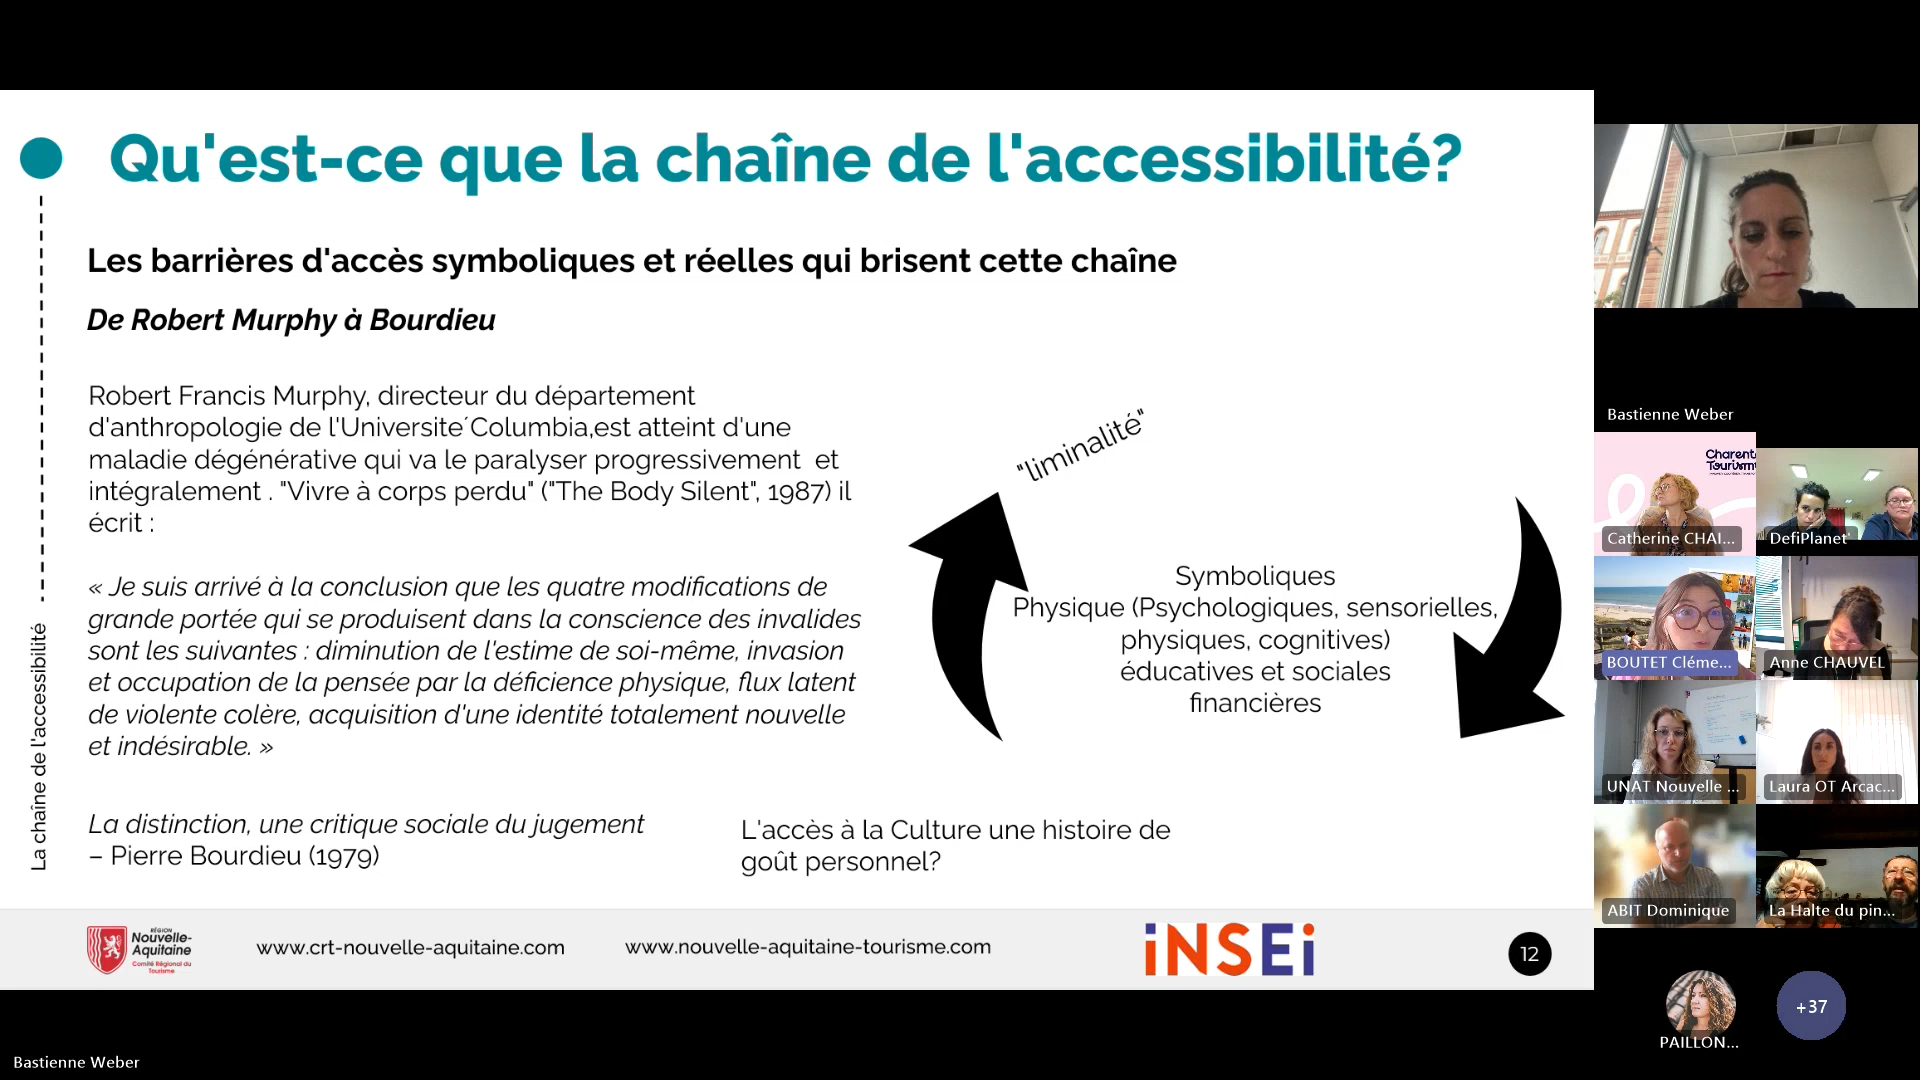 Qu'est-ce que la chaîne de l'accessibilité?
Les barrières d'accès symboliques et réelles qui brisent cette chaîne
De Robert Murphy à Bourdieu
Robert Francis Murphy, directeur du département
d'anthropologie de l'Universite´Columbia,est atteint d'une
maladie dégénérative qui va le paralyser progressivement et
intégralement . "Vivre à corps perdu" ("The Body Silent", 1987) il
écrit :
« Je suis arrivé à la conclusion que les quatre modifications de
grande portée qui se produisent dans la conscience des invalides
sont les suivantes : diminution de l'estime de soi-même, invasion
et occupation de la pensée par la déficience physique, flux latent
de violente colère, acquisition d'une identité totalement nouvelle
et indésirable. »
La distinction, une critique sociale du jugement
– Pierre Bourdieu (1979)
"liminalité"
Symboliques
Physique (Psychologiques, sensorielles,
physiques, cognitives)
éducatives et sociales
financières
L'accès à la Culture une histoire de
goût personnel?
La chaîne de l'accessibilité
RÉGION
Nouvelle-
Aquitaine
Comité Régional du
Tourisme
www.crt-nouvelle-aquitaine.com
www.nouvelle-aquitaine-tourisme.com
iNSEi
12
Bastienne Weber
Charent
Tourism
Catherine CHAI...
DefiPlanet'
BOUTET Cléme...
Anne CHAUVEL
UNAT Nouvelle ...
Laura OT Arcac...
ABIT Dominique
La Halte du pin...
PAILLON...
+37
Bastienne Weber